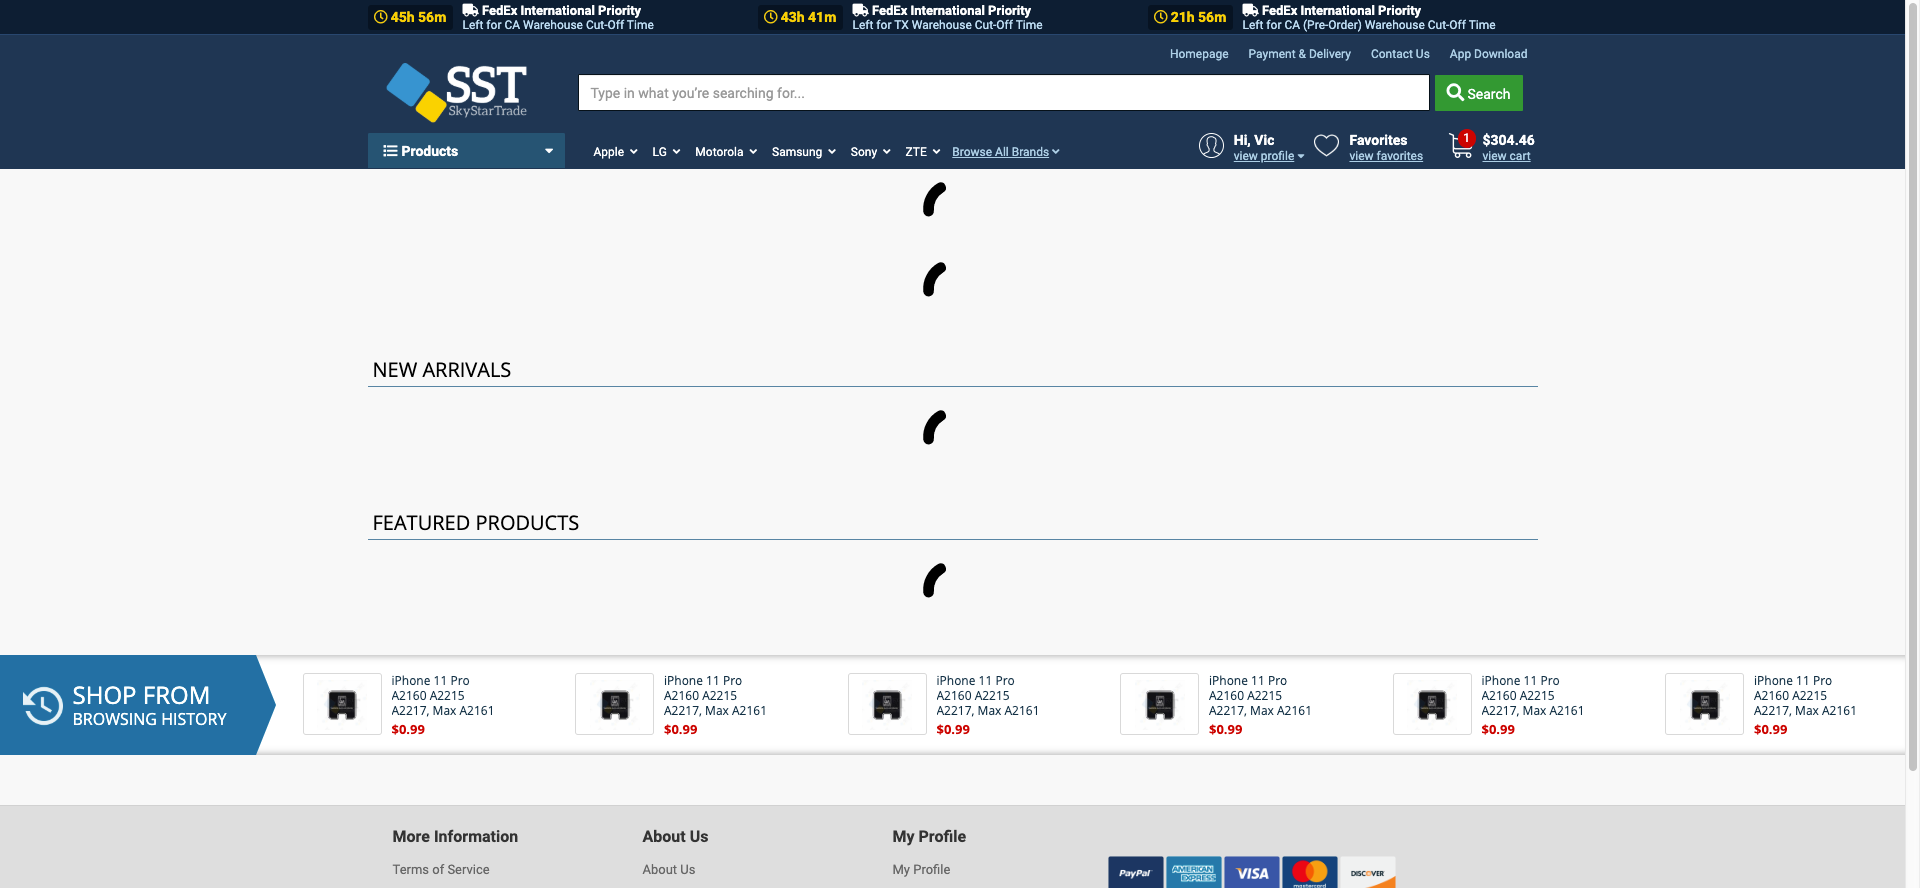 45h 56m
FedEx International Priority
Left for CA Warehouse Cut-Off Time
43h 41m
FedEx International Priority
Left for TX Warehouse Cut-Off Time
21h 56m
FedEx International Priority
Left for CA (Pre-Order) Warehouse Cut-Off Time
Homepage
Payment & Delivery
Contact Us
App Download
SST
SkyStarTrade
Type in what you're searching for...
Search
Products
Apple
LG
Motorola
Samsung
Sony
ZTE
Browse All Brands
Hi, Vic
view profile
Favorites
view favorites
1
$304.46
view cart
NEW ARRIVALS
FEATURED PRODUCTS
SHOP FROM
BROWSING HISTORY
iPhone 11 Pro
A2160 A2215
A2217, Max A2161
$0.99
iPhone 11 Pro
A2160 A2215
A2217, Max A2161
$0.99
iPhone 11 Pro
A2160 A2215
A2217, Max A2161
$0.99
iPhone 11 Pro
A2160 A2215
A2217, Max A2161
$0.99
iPhone 11 Pro
A2160 A2215
A2217, Max A2161
$0.99
iPhone 11 Pro
A2160 A2215
A2217, Max A2161
$0.99
More Information
Terms of Service
About Us
About Us
My Profile
My Profile
PayPal
AMERICAN
EXPRESS
VISA
mastercard
DISCOVER